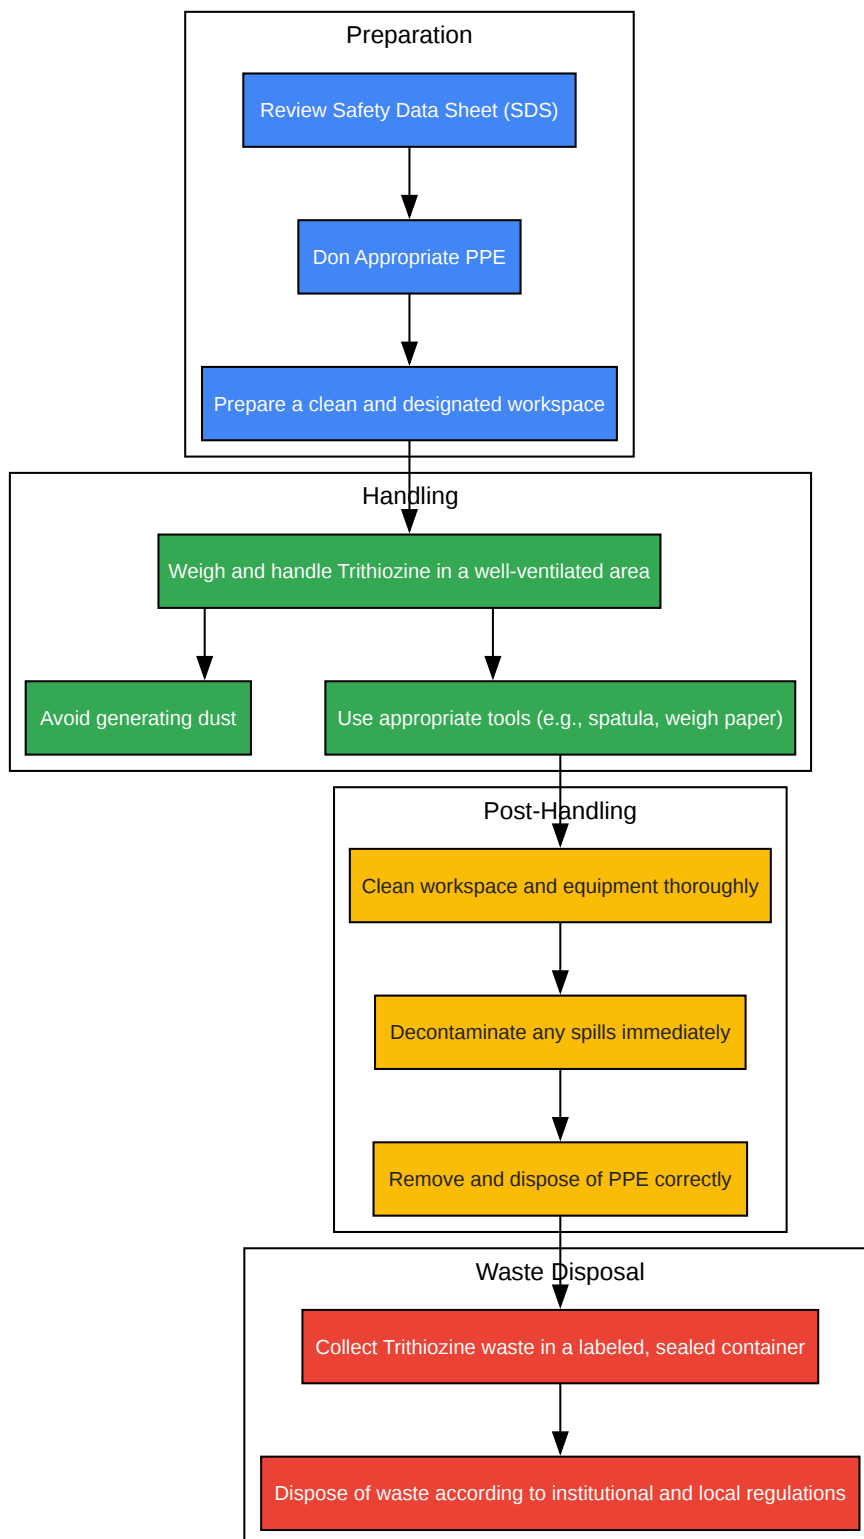 Preparation
Review Safety Data Sheet (SDS)
Don Appropriate PPE
Prepare a clean and designated workspace
Handling
Weigh and handle Trithiozine in a well-ventilated area
Avoid generating dust
Use appropriate tools (e.g., spatula, weigh paper)
Post-Handling
Clean workspace and equipment thoroughly
Decontaminate any spills immediately
Remove and dispose of PPE correctly
Waste Disposal
Collect Trithiozine waste in a labeled, sealed container
Dispose of waste according to institutional and local regulations